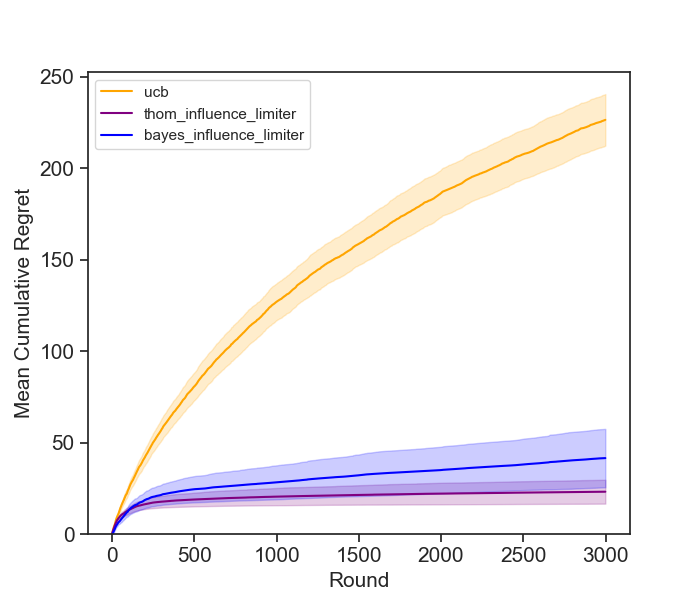 250
200
150
100
50
0
Mean Cumulative Regret
ucb
thom_influence_limiter
bayes_influence_limiter
0 500 1000 1500 2000 2500 3000
Round